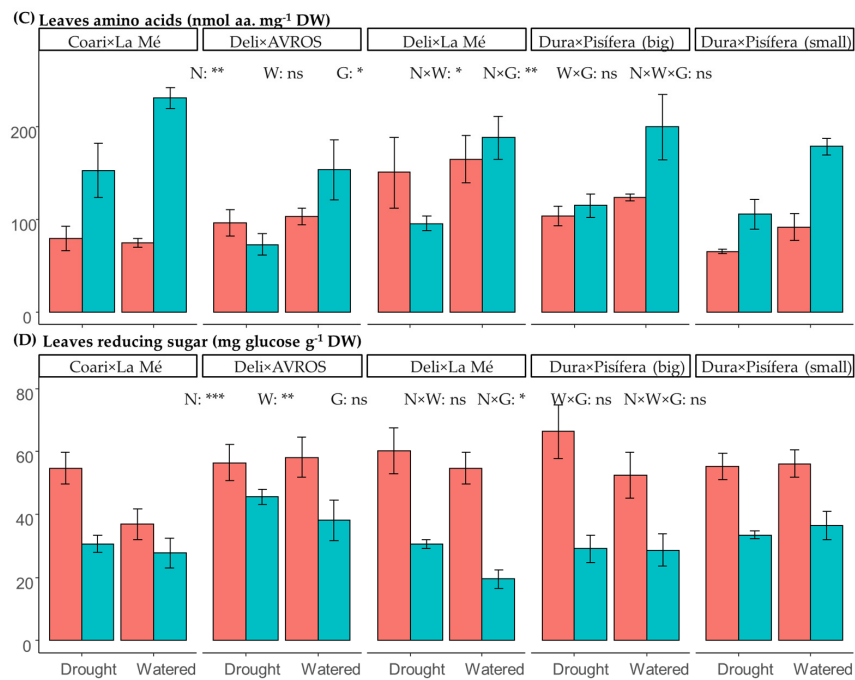 (C) Leaves amino acids (nmol aa. mg⁻¹ DW)
Coari×La Mé Deli×AVROS Deli×La Mé Dura×Pisífera (big) Dura×Pisífera (small)
N: ** W: ns G: * N×W: * N×G: ** W×G: ns N×W×G: ns
200
100
0
(D) Leaves reducing sugar (mg glucose g⁻¹ DW)
Coari×La Mé Deli×AVROS Deli×La Mé Dura×Pisífera (big) Dura×Pisífera (small)
80
N: *** W: ** G: ns N×W: ns N×G: * W×G: ns N×W×G: ns
60
40
20
0
Drought Watered Drought Watered Drought Watered Drought Watered Drought Watered